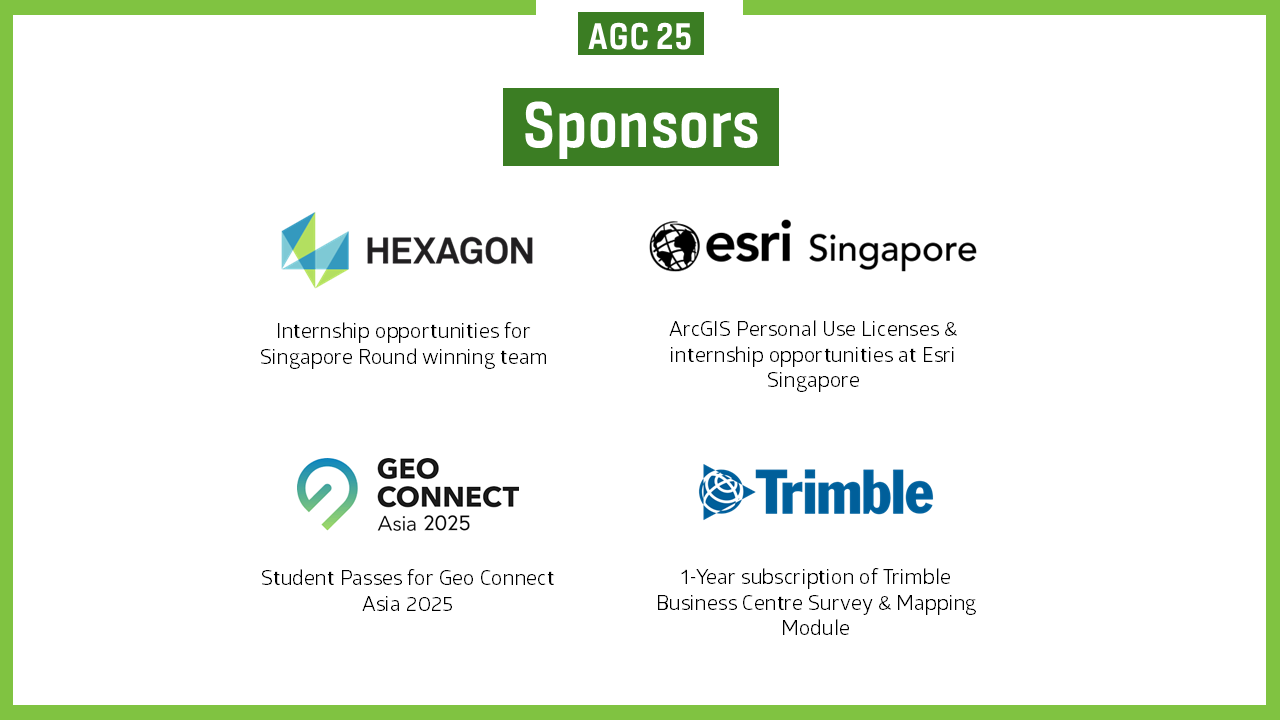 AGC 25
Sponsors
HEXAGON
Internship opportunities for
Singapore Round winning team
esri Singapore
ArcGIS Personal Use Licenses &
internship opportunities at Esri
Singapore
GEO
CONNECT
Asia 2025
Student Passes for Geo Connect
Asia 2025
Trimble
1-Year subscription of Trimble
Business Centre Survey & Mapping
Module